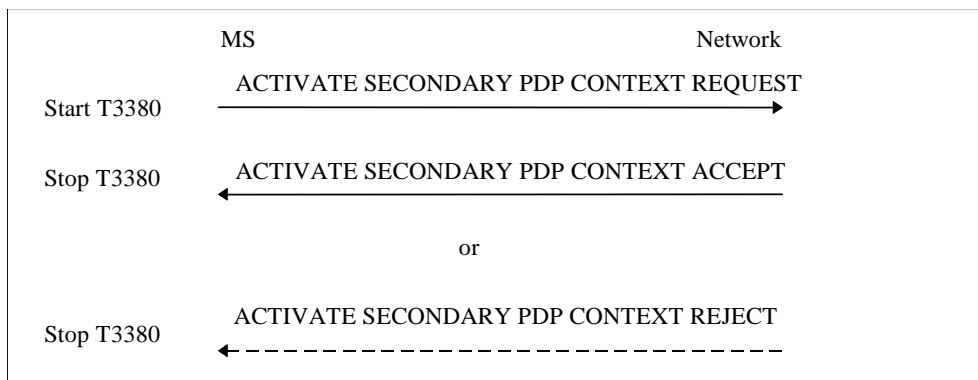 MS Network
ACTIVATE SECONDARY PDP CONTEXT REQUEST
Start T3380
ACTIVATE SECONDARY PDP CONTEXT ACCEPT
Stop T3380
or
ACTIVATE SECONDARY PDP CONTEXT REJECT
Stop T3380